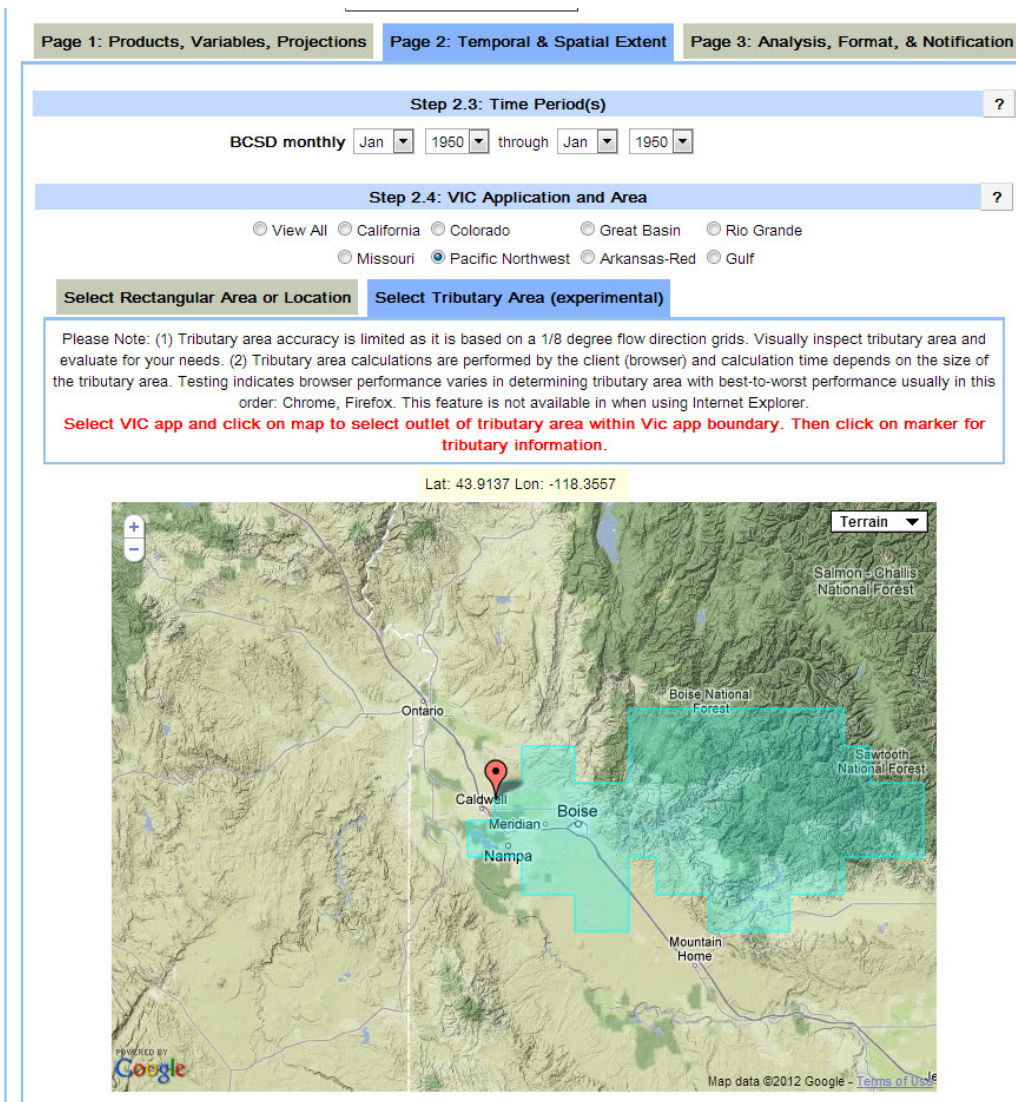 Page 1: Products, Variables, Projections Page 2: Temporal & Spatial Extent Page 3: Analysis, Format, & Notification
Step 2.3: Time Period(s) ?
BCSD monthly Jan 1950 through Jan 1950
Step 2.4: VIC Application and Area ?
View All California Colorado Great Basin Rio Grande
Missouri Pacific Northwest Arkansas-Red Gulf
Select Rectangular Area or Location Select Tributary Area (experimental)
Please Note: (1) Tributary area accuracy is limited as it is based on a 1/8 degree flow direction grids. Visually inspect tributary area and
evaluate for your needs. (2) Tributary area calculations are performed by the client (browser) and calculation time depends on the size of
the tributary area. Testing indicates browser performance varies in determining tributary area with best-to-worst performance usually in this
order: Chrome, Firefox. This feature is not available in when using Internet Explorer.
Select VIC app and click on map to select outlet of tributary area within Vic app boundary. Then click on marker for
tributary information.
Lat: 43.9137 Lon: -118.3557
+
−
Terrain
Salmon - Challis
National Forest
Boise National
Forest
Ontario
Sawtooth
National Forest
Caldwell
Boise
Meridian
Nampa
Mountain
Home
POWERED BY
Google
Map data ©2012 Google - Terms of Use